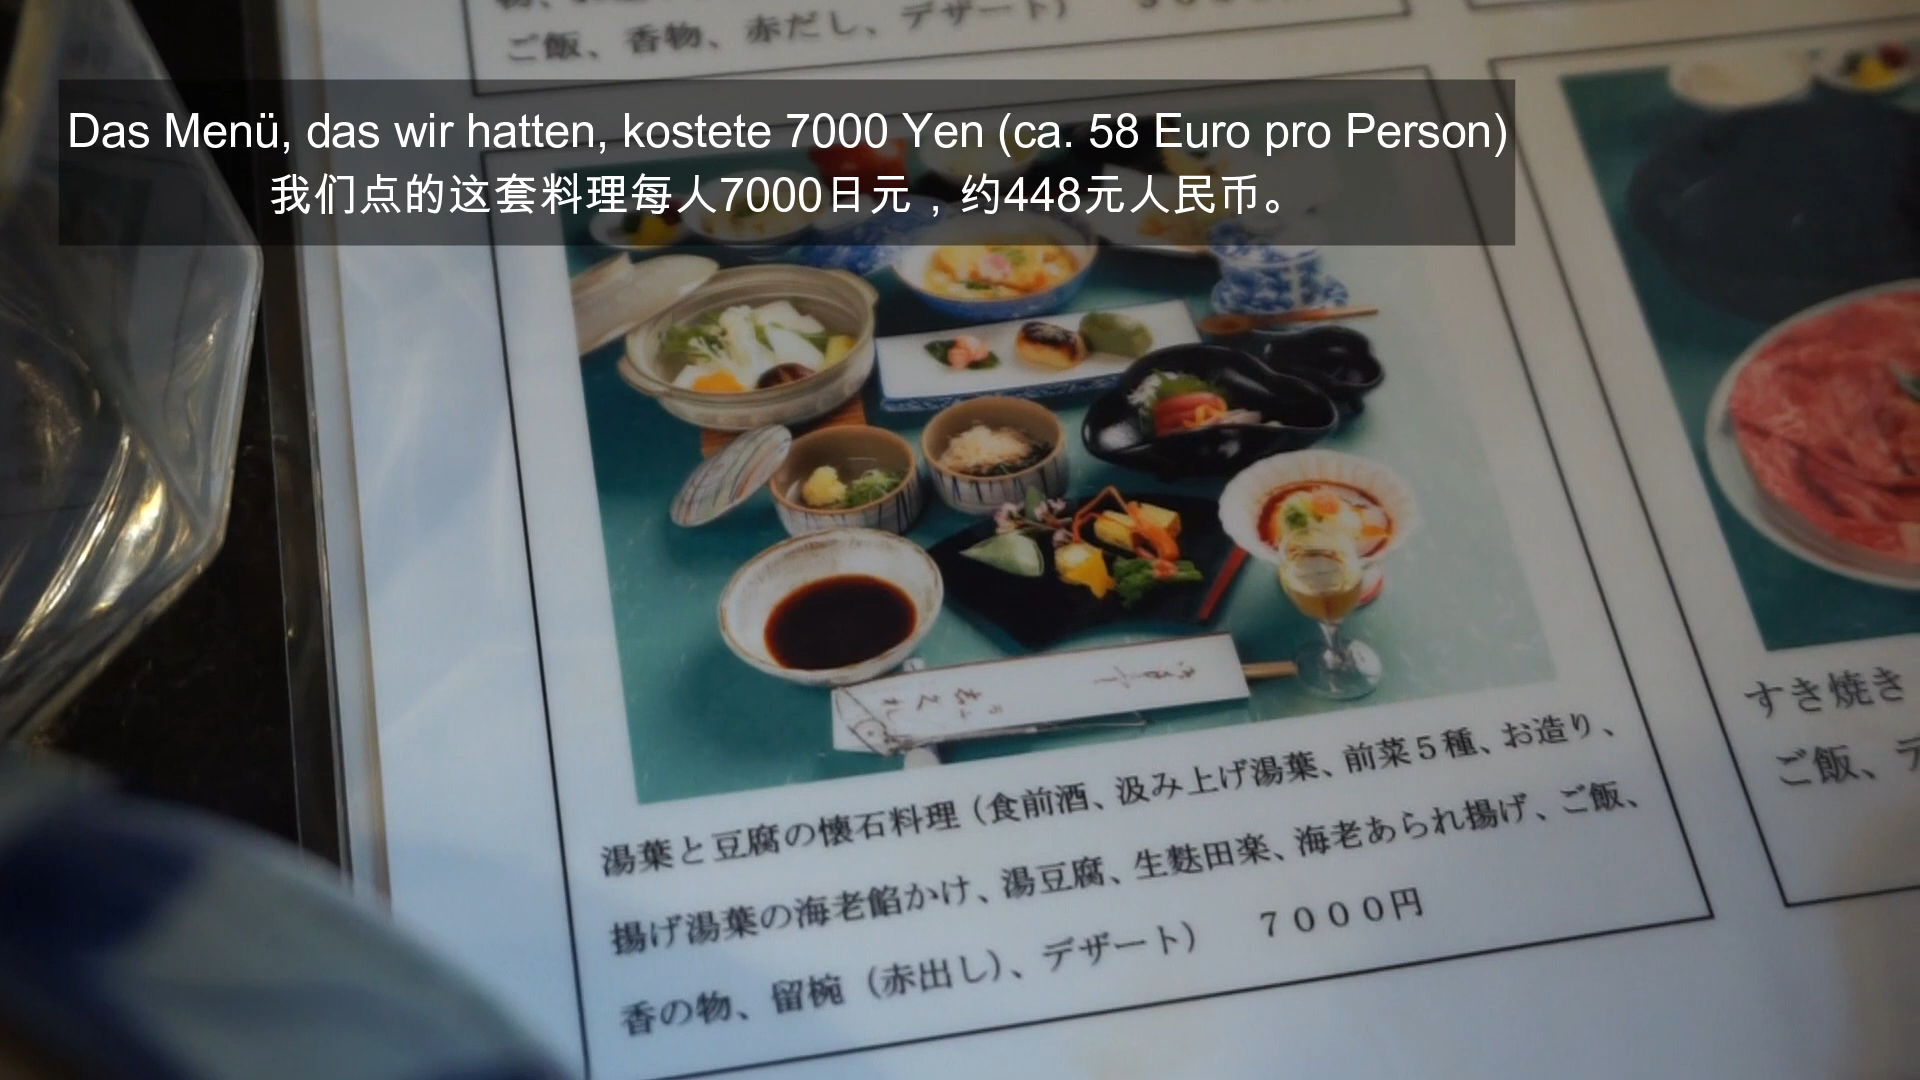 ご飯、香物、赤だし、デザート)
Das Menü, das wir hatten, kostete 7000 Yen (ca. 58 Euro pro Person)
我们点的这套料理每人7000日元，约448元人民币。
湯葉と豆腐の懐石料理（食前酒、汲み上げ湯葉、前菜５種、お造り、
揚げ湯葉の海老餡かけ、湯豆腐、生麩田楽、海老あられ揚げ、ご飯、
香の物、留椀（赤出し）、デザート） ７０００円
すき焼き
ご飯、デ